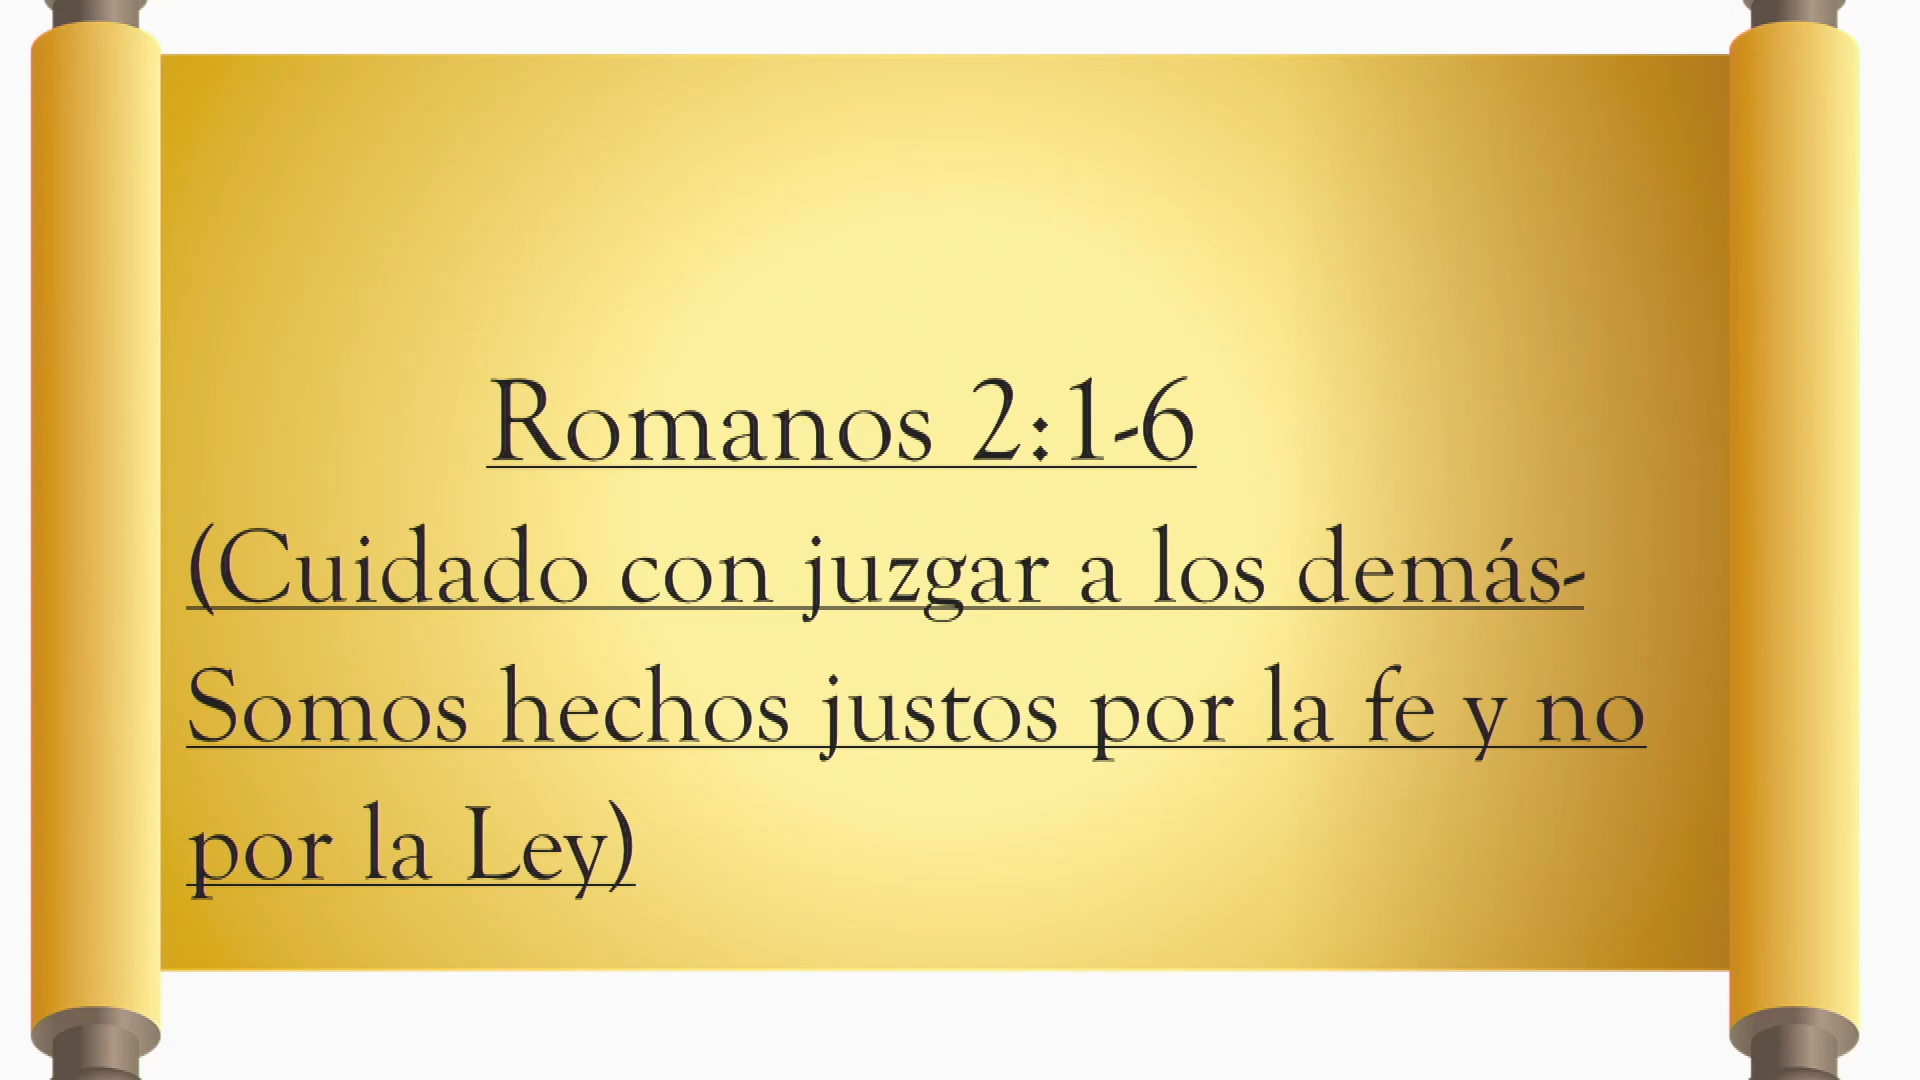 Romanos 2:1-6
(Cuidado con juzgar a los demás-
Somos hechos justos por la fe y no
por la Ley)